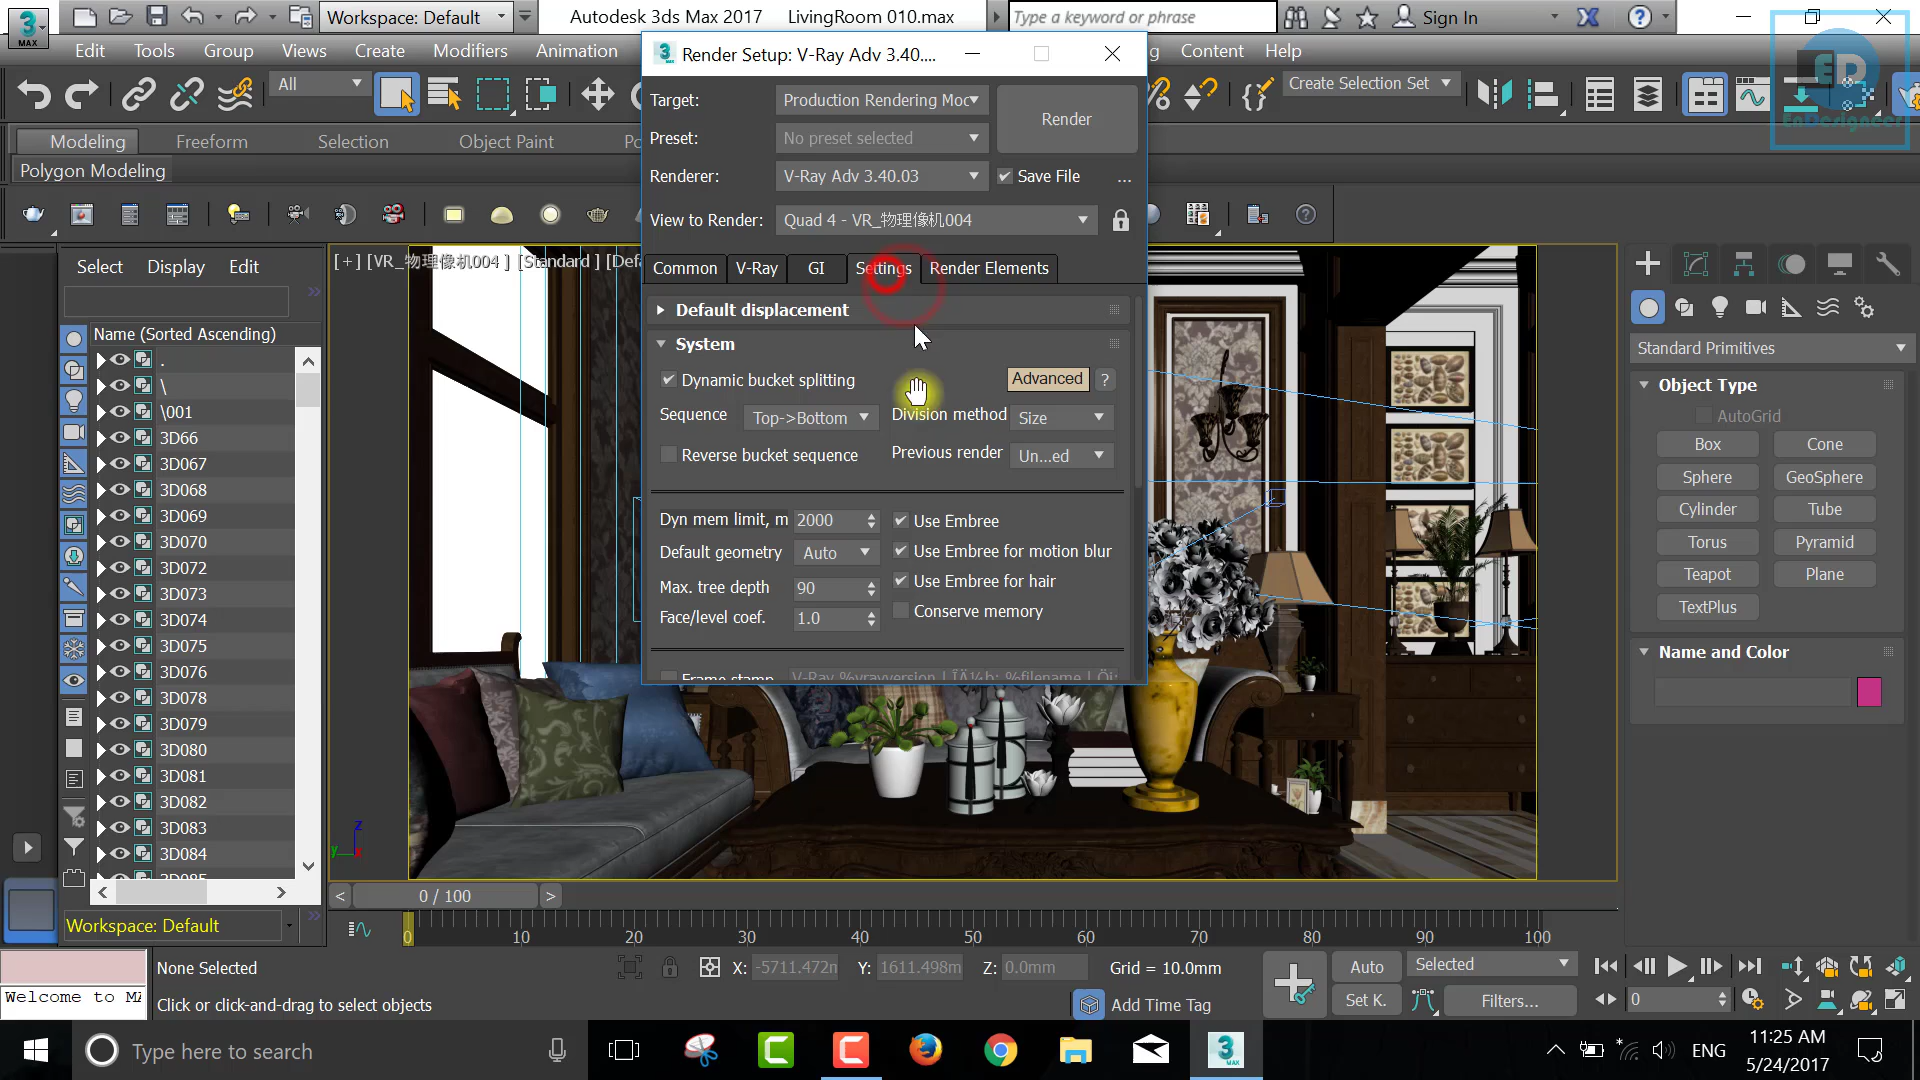 Workspace: Default
Autodesk 3ds Max 2017
LivingRoom 010.max
Type a keyword or phrase
Sign In
MAX
Edit
Tools
Group
Views
Create
Modifiers
Animation
Content
Help
All
Create Selection Set
Modeling
Freeform
Selection
Object Paint
Polygon Modeling
Render Setup: V-Ray Adv 3.40....
Target:
Production Rendering Moc
Render
Preset:
No preset selected
Renderer:
V-Ray Adv 3.40.03
Save File
...
View to Render:
Quad 4 - VR_物理像机004
Common
V-Ray
GI
Settings
Render Elements
Default displacement
System
Dynamic bucket splitting
Advanced
?
Sequence
Top->Bottom
Division method
Size
Reverse bucket sequence
Previous render
Un...ed
Dyn mem limit, m
2000
Use Embree
Default geometry
Auto
Use Embree for motion blur
Max. tree depth
90
Use Embree for hair
Face/level coef.
1.0
Conserve memory
Frame stamp
EnDesigneer
Select
Display
Edit
Name (Sorted Ascending)
.
\
\001
3D66
3D067
3D068
3D069
3D070
3D072
3D073
3D074
3D075
3D076
3D078
3D079
3D080
3D081
3D082
3D083
3D084
3D085
[+] [VR_物理像机004 ] [Standard ] [Def
Standard Primitives
Object Type
AutoGrid
Box
Cone
Sphere
GeoSphere
Cylinder
Tube
Torus
Pyramid
Teapot
Plane
TextPlus
Name and Color
z
y
x
< 0 / 100 >
Workspace: Default
0 10 20 30 40 50 60 70 80 90 100
None Selected
X: -5711.472m
Y: 1611.498m
Z: 0.0mm
Grid = 10.0mm
Auto
Selected
Welcome to MA
Click or click-and-drag to select objects
Add Time Tag
Set K.
Filters...
0
Type here to search
ENG
11:25 AM
5/24/2017